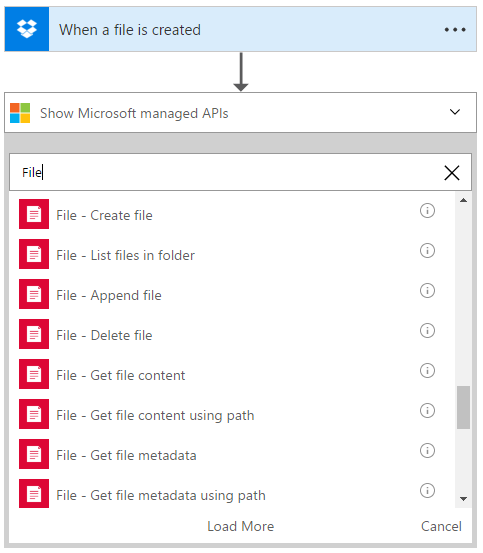 When a file is created
Show Microsoft managed APIs
File
File - Create file
File - List files in folder
File - Append file
File - Delete file
File - Get file content
File - Get file content using path
File - Get file metadata
File - Get file metadata using path
Load More Cancel